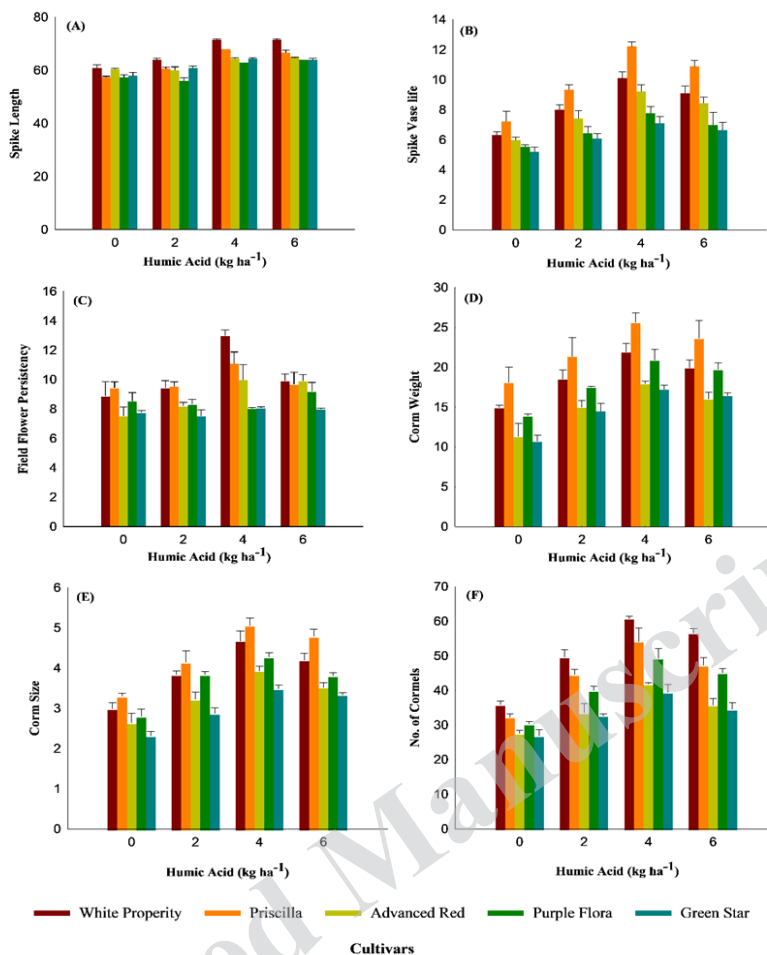 (A)
Spike Length
80
60
40
20
0
0 2 4 6
Humic Acid (kg ha⁻¹)
(B)
Spike Vase life
14
12
10
8
6
4
2
0
0 2 4 6
Humic Acid (kg ha⁻¹)
(C)
Field Flower Persistency
16
14
12
10
8
6
4
2
0
0 2 4 6
Humic Acid (kg ha⁻¹)
(D)
Corm Weight
30
25
20
15
10
5
0
0 2 4 6
Humic Acid (kg ha⁻¹)
(E)
Corm Size
6
5
4
3
2
1
0
0 2 4 6
Humic Acid (kg ha⁻¹)
(F)
No. of Cormels
70
60
50
40
30
20
10
0
0 2 4 6
Humic Acid (kg ha⁻¹)
White Properity Priscilla Advanced Red Purple Flora Green Star
Cultivars